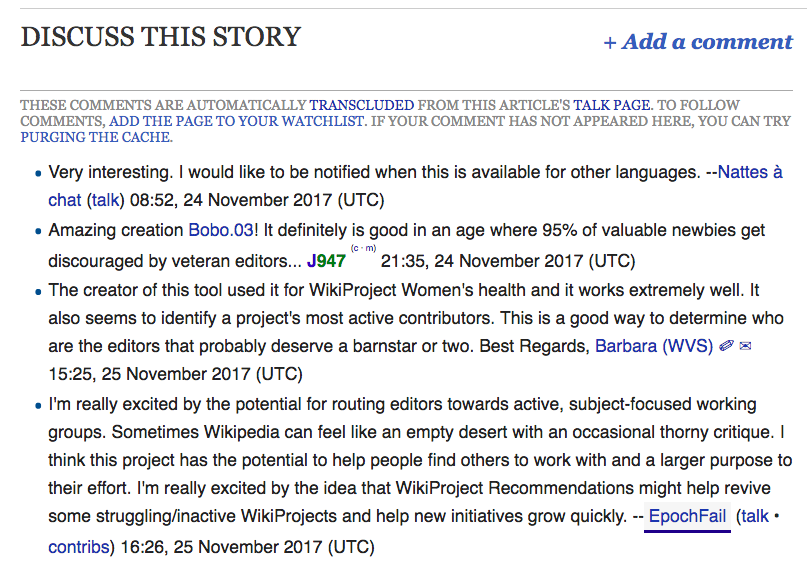 DISCUSS THIS STORY
+ Add a comment
THESE COMMENTS ARE AUTOMATICALLY TRANSCLUDED FROM THIS ARTICLE'S TALK PAGE. TO FOLLOW
COMMENTS, ADD THE PAGE TO YOUR WATCHLIST. IF YOUR COMMENT HAS NOT APPEARED HERE, YOU CAN TRY
PURGING THE CACHE.
• Very interesting. I would like to be notified when this is available for other languages. --Nattes à
chat (talk) 08:52, 24 November 2017 (UTC)
• Amazing creation Bobo.03! It definitely is good in an age where 95% of valuable newbies get
discouraged by veteran editors... J947 (c · m) 21:35, 24 November 2017 (UTC)
• The creator of this tool used it for WikiProject Women's health and it works extremely well. It
also seems to identify a project's most active contributors. This is a good way to determine who
are the editors that probably deserve a barnstar or two. Best Regards, Barbara (WVS) ✐ ✉
15:25, 25 November 2017 (UTC)
• I'm really excited by the potential for routing editors towards active, subject-focused working
groups. Sometimes Wikipedia can feel like an empty desert with an occasional thorny critique. I
think this project has the potential to help people find others to work with and a larger purpose to
their effort. I'm really excited by the idea that WikiProject Recommendations might help revive
some struggling/inactive WikiProjects and help new initiatives grow quickly. -- EpochFail (talk •
contribs) 16:26, 25 November 2017 (UTC)